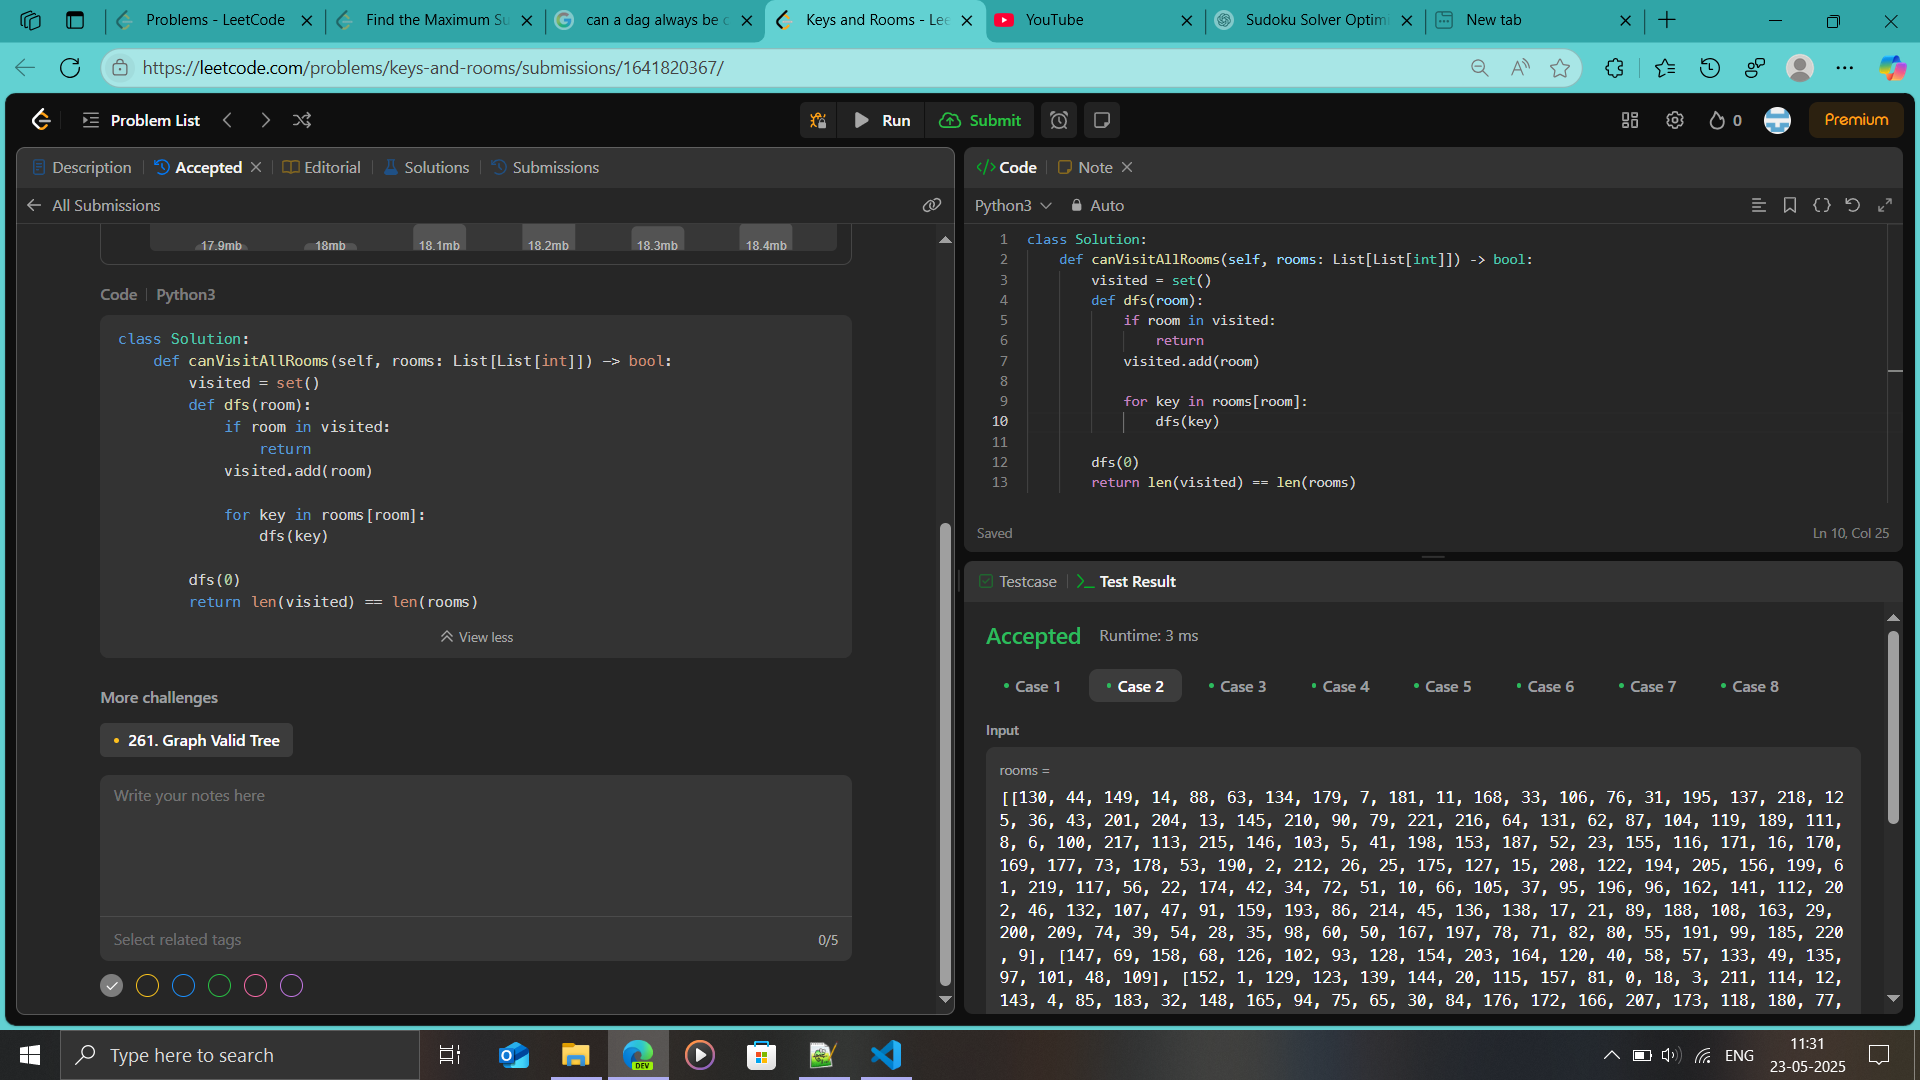 Problems - LeetCode
Find the Maximum Su
can a dag always be c
Keys and Rooms - Lee
YouTube
Sudoku Solver Optimi
New tab
https://leetcode.com/problems/keys-and-rooms/submissions/1641820367/
Problem List
Run
Submit
0
Premium
Description
Accepted
Editorial
Solutions
Submissions
All Submissions
17.9mb 18mb 18.1mb 18.2mb 18.3mb 18.4mb
Code | Python3
class Solution:
    def canVisitAllRooms(self, rooms: List[List[int]]) -> bool:
        visited = set()
        def dfs(room):
            if room in visited:
                return
            visited.add(room)
            for key in rooms[room]:
                dfs(key)
        dfs(0)
        return len(visited) == len(rooms)
View less
More challenges
261. Graph Valid Tree
Write your notes here
Select related tags
0/5
Code
Note
Python3
Auto
1 class Solution:
2     def canVisitAllRooms(self, rooms: List[List[int]]) -> bool:
3         visited = set()
4         def dfs(room):
5             if room in visited:
6                 return
7             visited.add(room)
8
9             for key in rooms[room]:
10                 dfs(key)
11
12         dfs(0)
13         return len(visited) == len(rooms)
Saved
Ln 10, Col 25
Testcase
Test Result
Accepted
Runtime: 3 ms
Case 1
Case 2
Case 3
Case 4
Case 5
Case 6
Case 7
Case 8
Input
rooms =
[[130, 44, 149, 14, 88, 63, 134, 179, 7, 181, 11, 168, 33, 106, 76, 31, 195, 137, 218, 12
5, 36, 43, 201, 204, 13, 145, 210, 90, 79, 221, 216, 64, 131, 62, 87, 104, 119, 189, 111,
8, 6, 100, 217, 113, 215, 146, 103, 5, 41, 198, 153, 187, 52, 23, 155, 116, 171, 16, 170,
169, 177, 73, 178, 53, 190, 2, 212, 26, 25, 175, 127, 15, 208, 122, 194, 205, 156, 199, 6
1, 219, 117, 56, 22, 174, 42, 34, 72, 51, 10, 66, 105, 37, 95, 196, 96, 162, 141, 112, 20
2, 46, 132, 107, 47, 91, 159, 193, 86, 214, 45, 136, 138, 17, 21, 89, 188, 108, 163, 29,
200, 209, 74, 39, 54, 28, 35, 98, 60, 50, 167, 197, 78, 71, 82, 80, 55, 191, 99, 185, 220
, 9], [147, 69, 158, 68, 126, 102, 93, 128, 154, 203, 164, 120, 40, 58, 57, 133, 49, 135,
97, 101, 48, 109], [152, 1, 129, 123, 139, 144, 20, 115, 157, 81, 0, 18, 3, 211, 114, 12,
143, 4, 85, 183, 32, 148, 165, 94, 75, 65, 30, 84, 176, 172, 166, 207, 173, 118, 180, 77,
Type here to search
DEV
ENG
11:31
23-05-2025